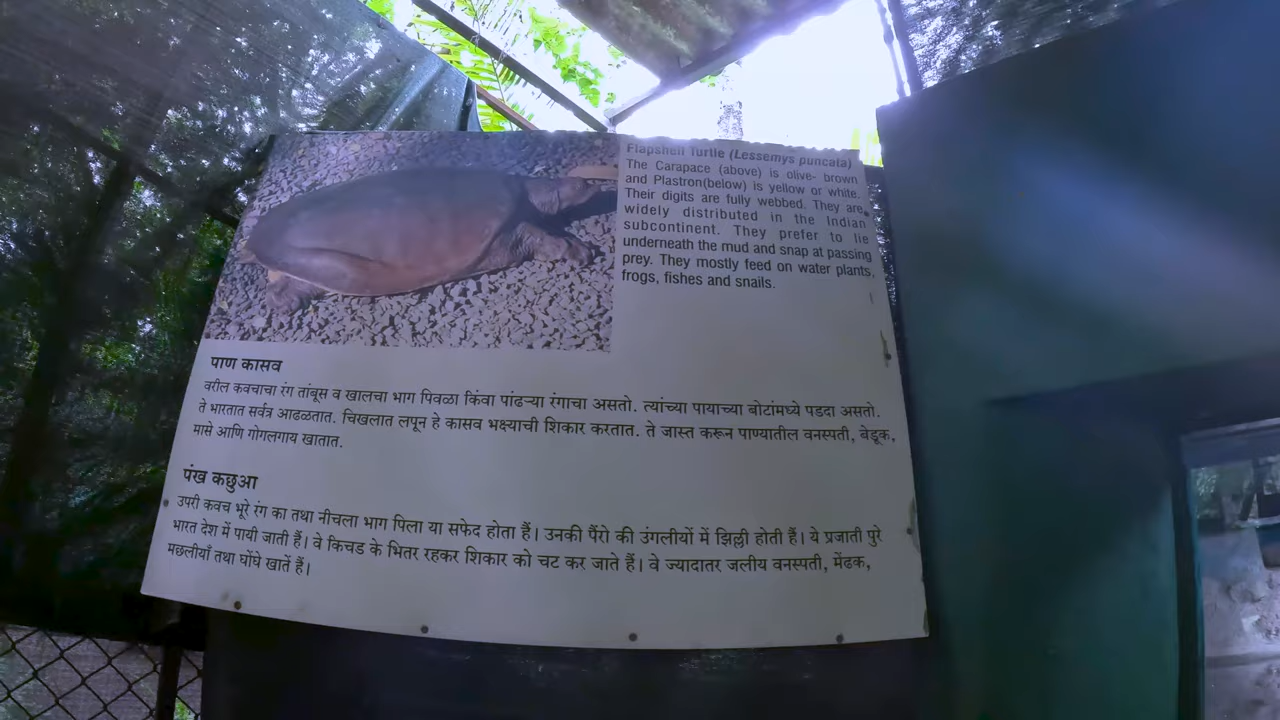 Flapshell Turtle (Lessemys puncata)
The Carapace (above) is olive- brown
and Plastron(below) is yellow or white.
Their digits are fully webbed. They are
widely distributed in the Indian
subcontinent. They prefer to lie
underneath the mud and snap at passing
prey. They mostly feed on water plants,
frogs, fishes and snails.
पाण कासव
वरील कवचाचा रंग तांबूस व खालचा भाग पिवळा किंवा पांढऱ्या रंगाचा असतो. त्यांच्या पायाच्या बोटांमध्ये पडदा असतो.
ते भारतात सर्वत्र आढळतात. चिखलात लपून हे कासव भक्ष्याची शिकार करतात. ते जास्त करून पाण्यातील वनस्पती, बेडूक,
मासे आणि गोगलगाय खातात.
पंख कछुआ
उपरी कवच भूरे रंग का तथा नीचला भाग पिला या सफेद होता हैं। उनकी पैंरो की उंगलीयों में झिल्ली होती हैं। ये प्रजाती पुरे
भारत देश में पायी जाती हैं। वे किचड के भितर रहकर शिकार को चट कर जाते हैं। वे ज्यादातर जलीय वनस्पती, मेंढक,
मछलीयाँ तथा घोंघे खातें हैं।